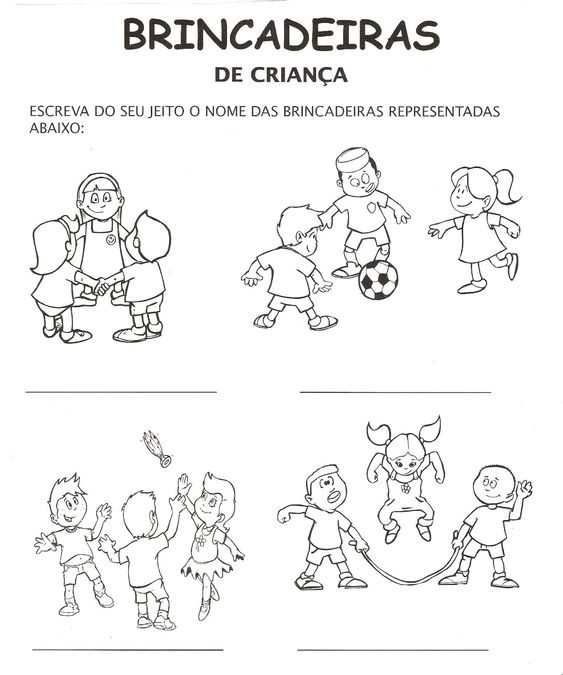 BRINCADEIRAS
DE CRIANÇA
ESCREVA DO SEU JEITO O NOME DAS BRINCADEIRAS REPRESENTADAS
ABAIXO: